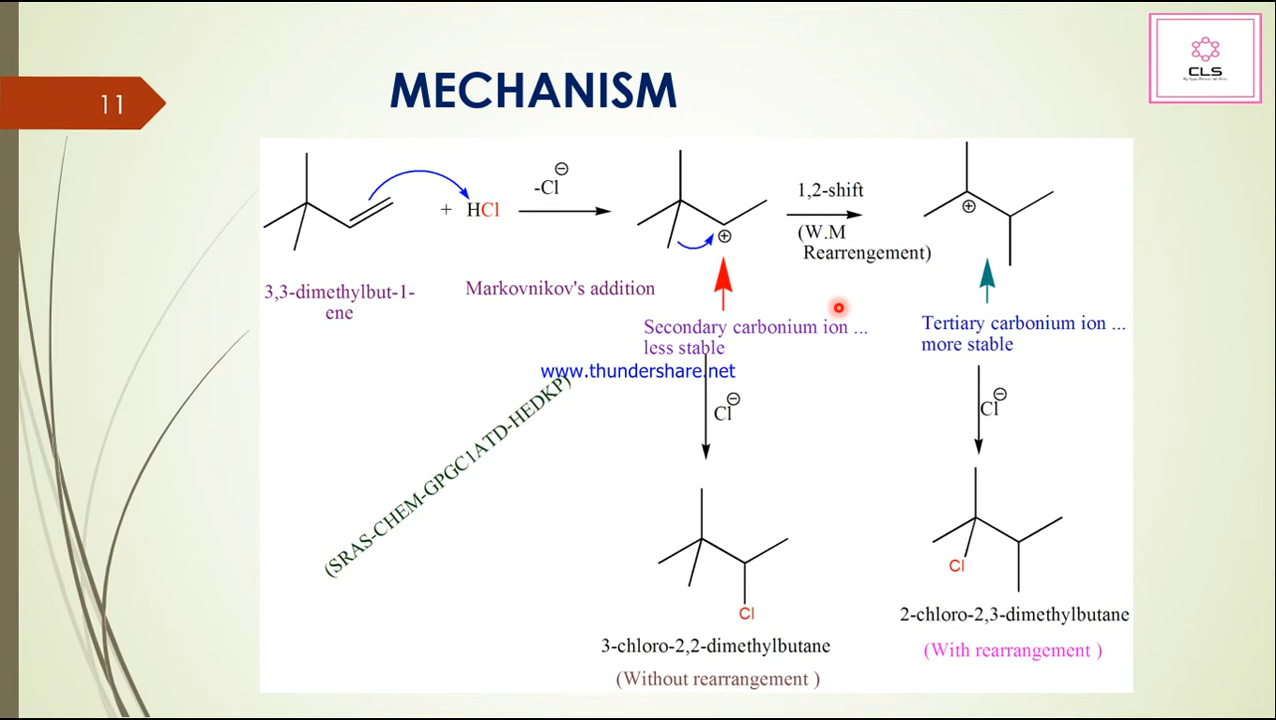 11
MECHANISM
CLS
+ HCl
-Cl⊖
1,2-shift
(W.M
Rearrengement)
⊕
⊕
3,3-dimethylbut-1-
ene
Markovnikov's addition
Secondary carbonium ion ...
less stable
Tertiary carbonium ion ...
more stable
www.thundershare.net
(SRAS-CHEM-GPGC1ATD-HEDKP)
Cl⊖
Cl⊖
Cl
Cl
3-chloro-2,2-dimethylbutane
(Without rearrangement )
2-chloro-2,3-dimethylbutane
(With rearrangement )